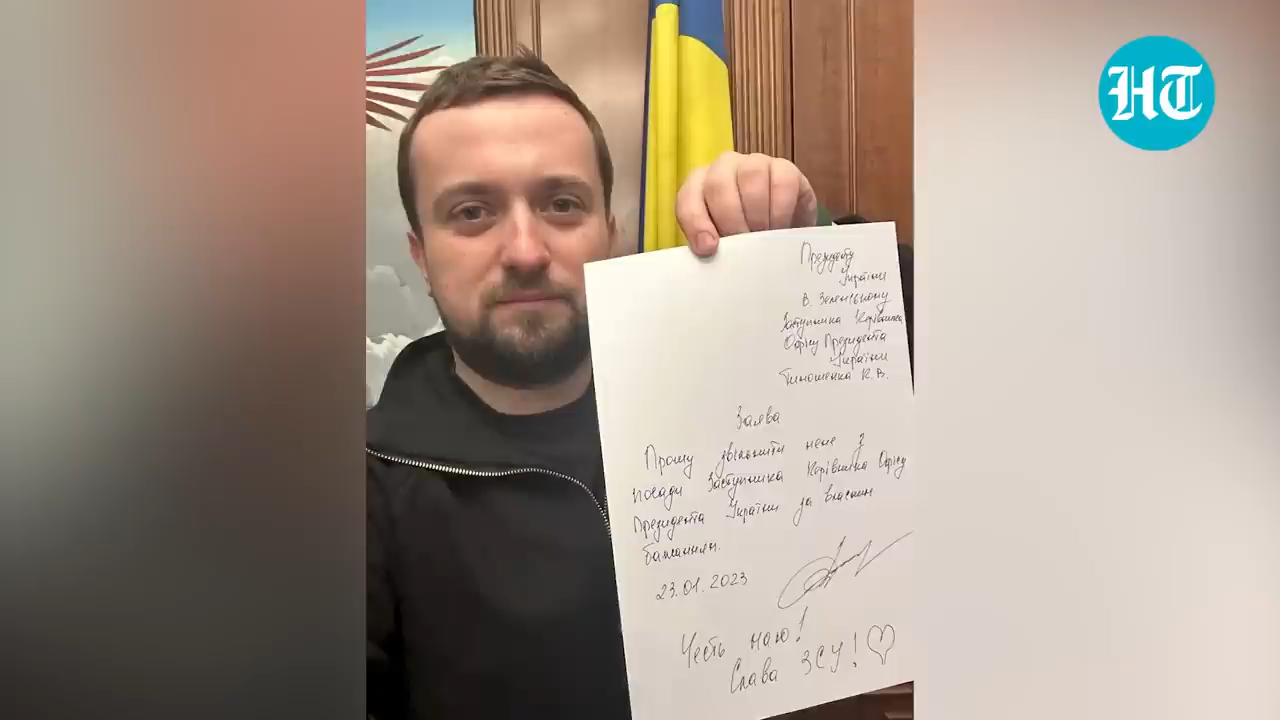 HT
Президенту
України
В. Зеленському
Заступника Керівника
Офісу Президента
України
Тимошенка К. В.
Заява
Прошу звільнити мене з
посади Заступника Керівника Офісу
Президента України за власним
бажанням.
23.01.2023
Честь маю!
Слава ЗСУ!